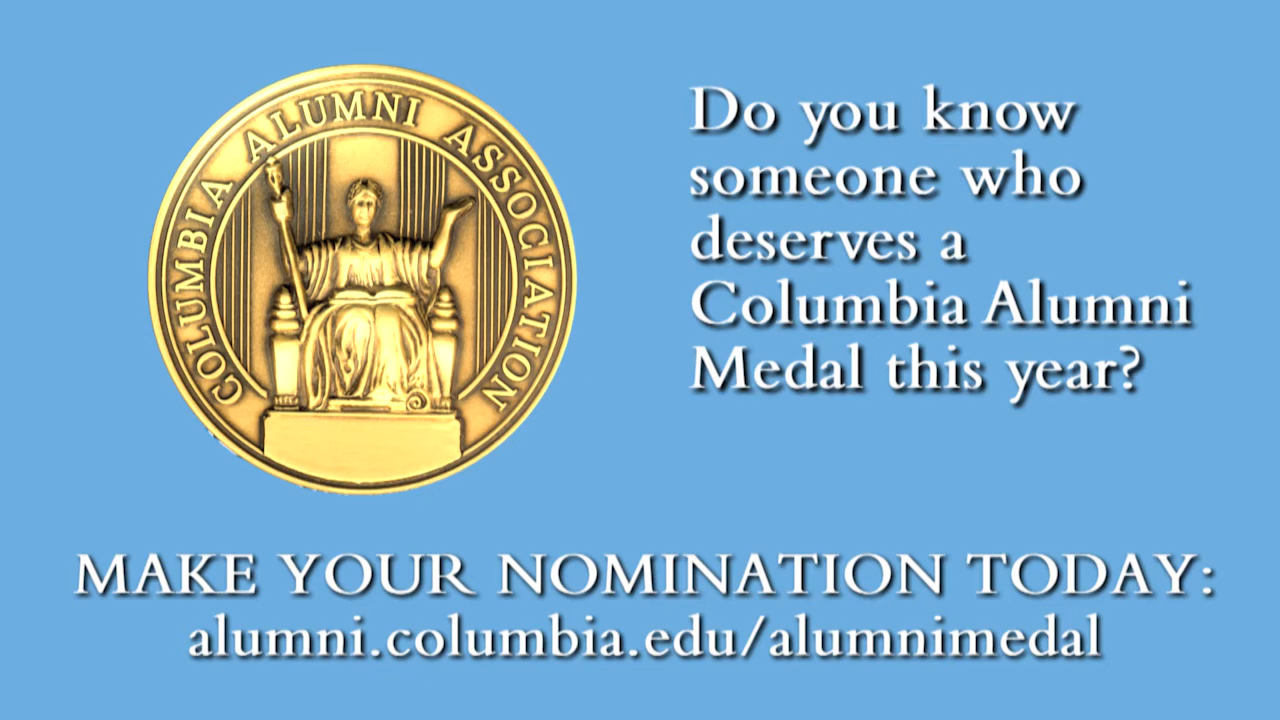 COLUMBIA ALUMNI ASSOCIATION
Do you know
someone who
deserves a
Columbia Alumni
Medal this year?
MAKE YOUR NOMINATION TODAY:
alumni.columbia.edu/alumnimedal